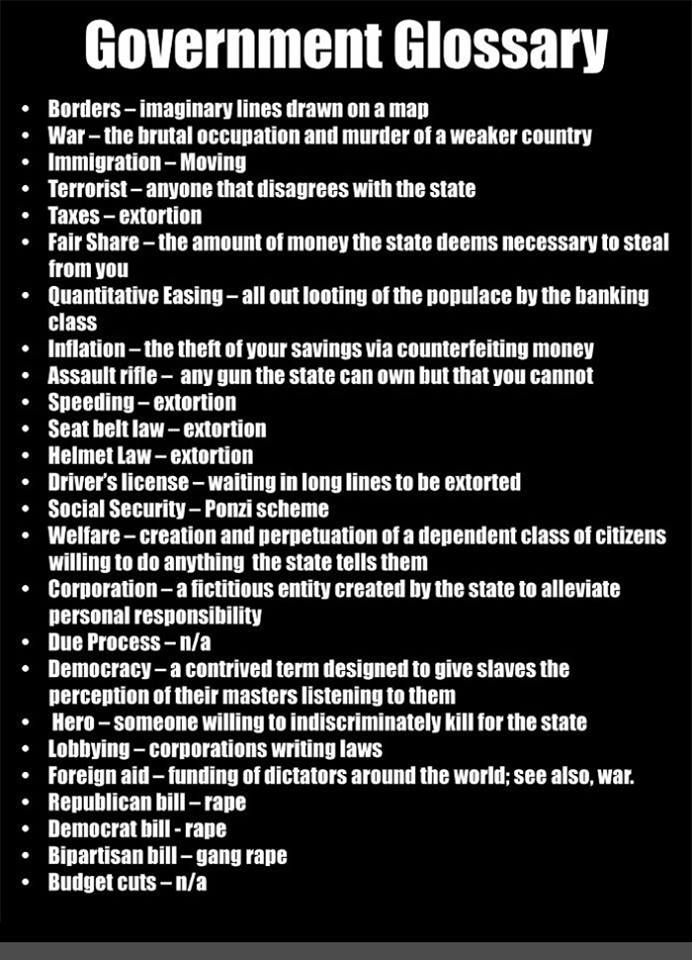 Government Glossary
• Borders – imaginary lines drawn on a map
• War – the brutal occupation and murder of a weaker country
• Immigration – Moving
• Terrorist – anyone that disagrees with the state
• Taxes – extortion
• Fair Share – the amount of money the state deems necessary to steal
from you
• Quantitative Easing – all out looting of the populace by the banking
class
• Inflation – the theft of your savings via counterfeiting money
• Assault rifle – any gun the state can own but that you cannot
• Speeding – extortion
• Seat belt law – extortion
• Helmet Law – extortion
• Driver's license – waiting in long lines to be extorted
• Social Security – Ponzi scheme
• Welfare – creation and perpetuation of a dependent class of citizens
willing to do anything the state tells them
• Corporation – a fictitious entity created by the state to alleviate
personal responsibility
• Due Process – n/a
• Democracy – a contrived term designed to give slaves the
perception of their masters listening to them
• Hero – someone willing to indiscriminately kill for the state
• Lobbying – corporations writing laws
• Foreign aid – funding of dictators around the world; see also, war.
• Republican bill – rape
• Democrat bill - rape
• Bipartisan bill – gang rape
• Budget cuts – n/a